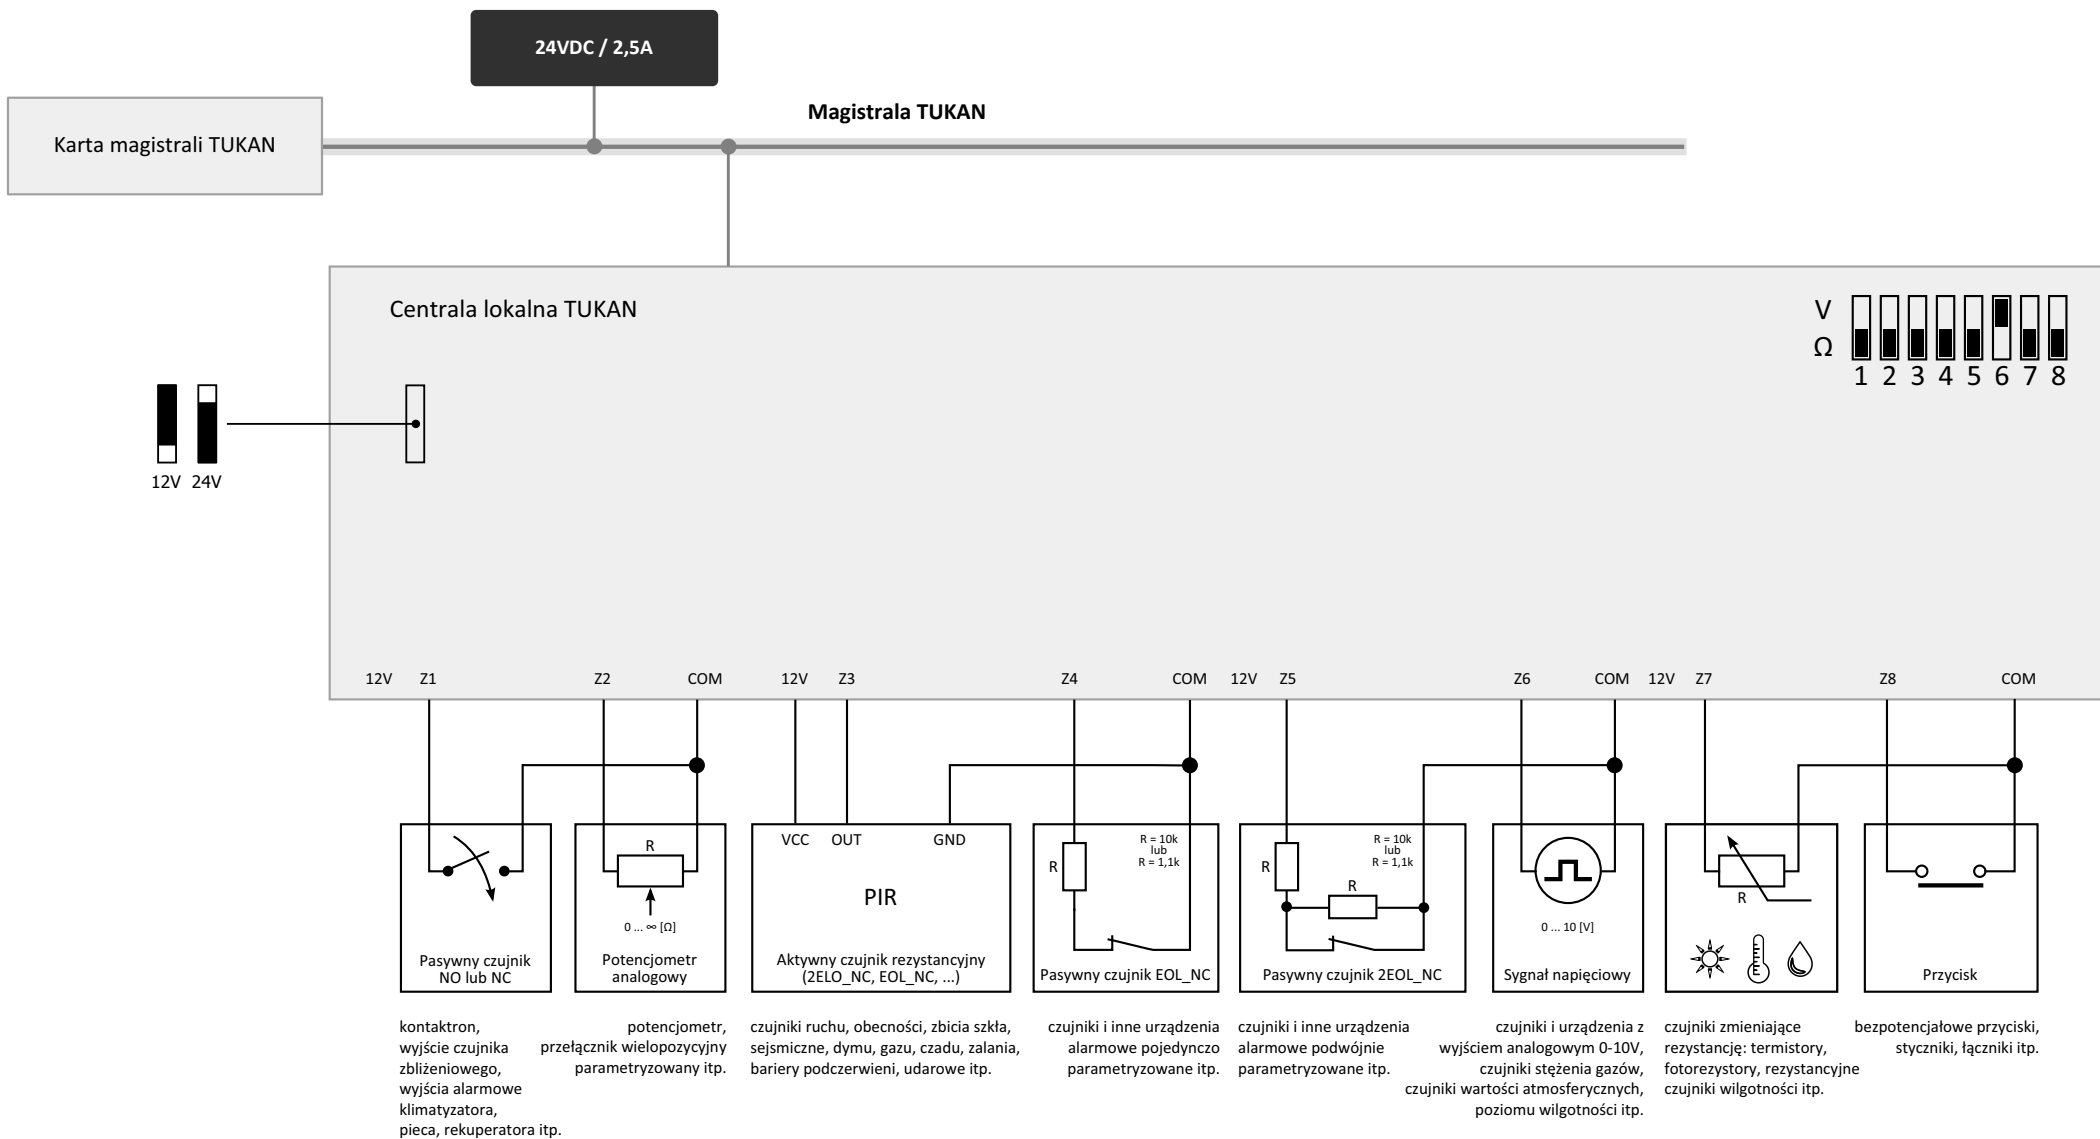 24VDC / 2,5A
Magistrala TUKAN
Karta magistrali TUKAN
Centrala lokalna TUKAN
V
Ω
1 2 3 4 5 6 7 8
12V 24V
12V Z1 Z2 COM 12V Z3 Z4 COM 12V Z5 Z6 COM 12V Z7 Z8 COM
Pasywny czujnik
NO lub NC
R
0 ... ∞ [Ω]
Potencjometr
analogowy
VCC OUT GND
PIR
Aktywny czujnik rezystancyjny
(2ELO_NC, EOL_NC, ...)
R = 10k
lub
R = 1,1k
R
Pasywny czujnik EOL_NC
R = 10k
lub
R = 1,1k
R
R
Pasywny czujnik 2EOL_NC
0 ... 10 [V]
Sygnał napięciowy
R
Przycisk
kontaktron,
wyjście czujnika
zbliżeniowego,
wyjścia alarmowe
klimatyzatora,
pieca, rekuperatora itp.
potencjometr,
przełącznik wielopozycyjny
parametryzowany itp.
czujniki ruchu, obecności, zbicia szkła,
sejsmiczne, dymu, gazu, czadu, zalania,
bariery podczerwieni, udarowe itp.
czujniki i inne urządzenia
alarmowe pojedynczo
parametryzowane itp.
czujniki i inne urządzenia
alarmowe podwójnie
parametryzowane itp.
czujniki i urządzenia z
wyjściem analogowym 0-10V,
czujniki stężenia gazów,
czujniki wartości atmosferycznych,
poziomu wilgotności itp.
czujniki zmieniające
rezystancję: termistory,
fotorezystory, rezystancyjne
czujniki wilgotności itp.
bezpotencjałowe przyciski,
styczniki, łączniki itp.